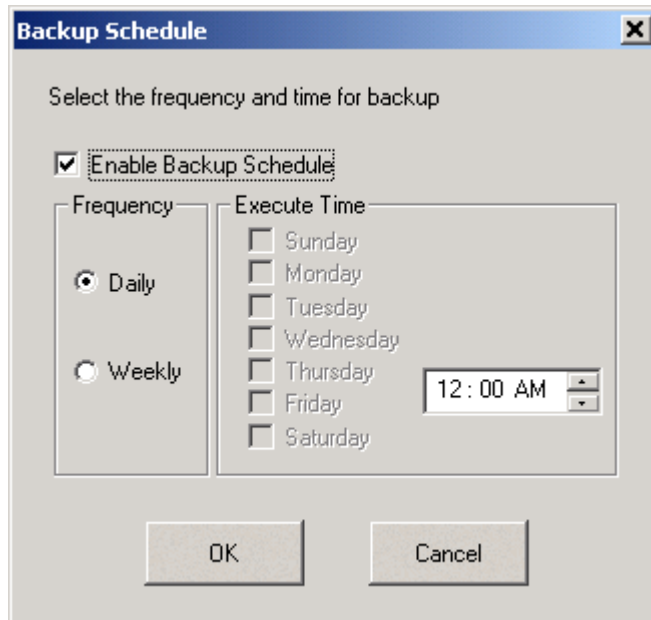 Backup Schedule
Select the frequency and time for backup
Enable Backup Schedule
Frequency
Daily
Weekly
Execute Time
Sunday
Monday
Tuesday
Wednesday
Thursday
Friday
Saturday
12 : 00 AM
OK
Cancel